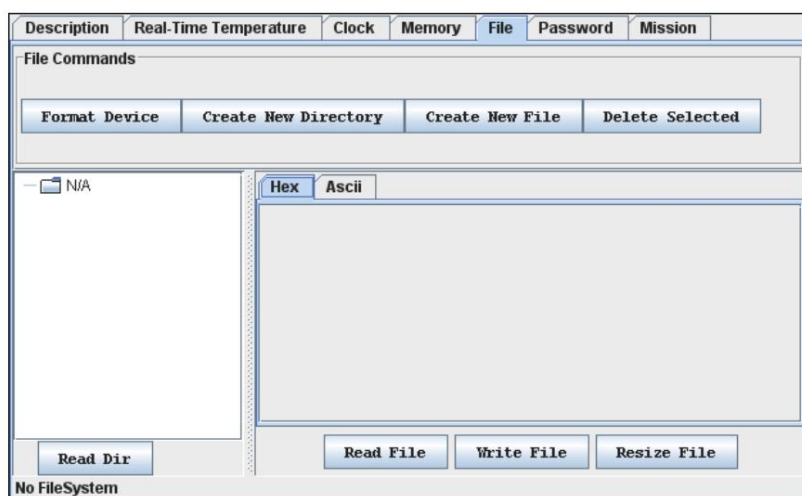 Description Real-Time Temperature Clock Memory File Password Mission
File Commands
Format Device Create New Directory Create New File Delete Selected
N/A
Hex Ascii
Read Dir
Read File Write File Resize File
No FileSystem